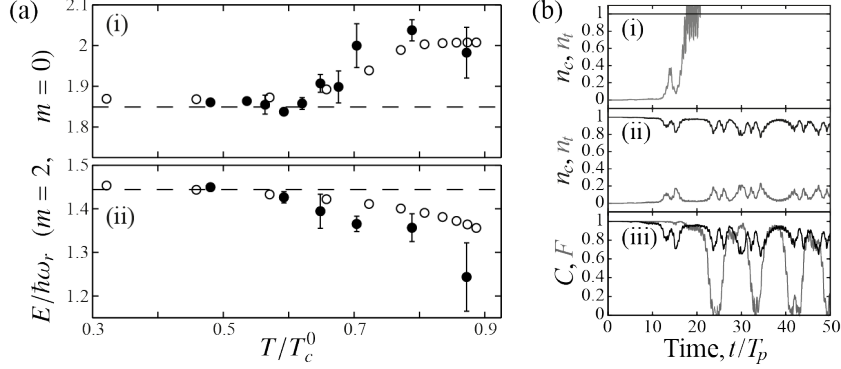 (a)
(i)
2.1
2
1.9
1.8
(ii)
1.5
1.4
1.3
1.2
E/ħω_r (m = 2, m = 0)
0.3 0.5 0.7 0.9
T/T_c^0
(b)
(i)
1
0.8
0.6
0.4
0.2
0
n_c, n_t
(ii)
1
0.8
0.6
0.4
0.2
0
n_c, n_t
(iii)
1
0.8
0.6
0.4
0.2
0
C, F
0 10 20 30 40 50
Time, t/T_p